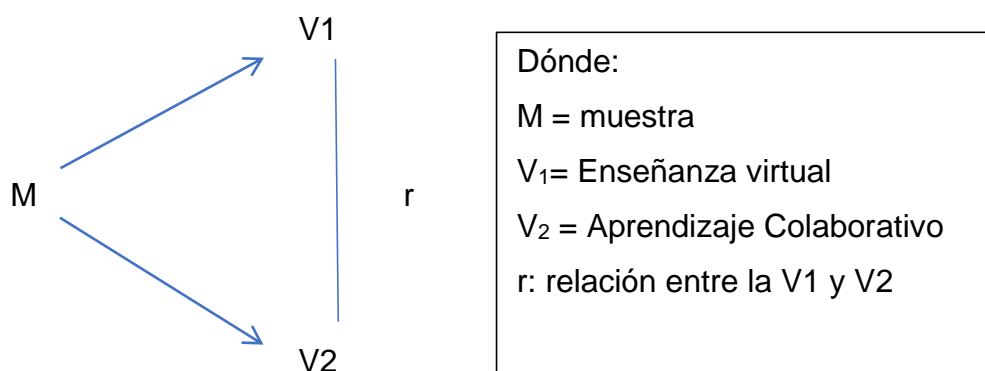 V1
M
r
V2
Dónde:
M = muestra
V₁= Enseñanza virtual
V₂ = Aprendizaje Colaborativo
r: relación entre la V1 y V2